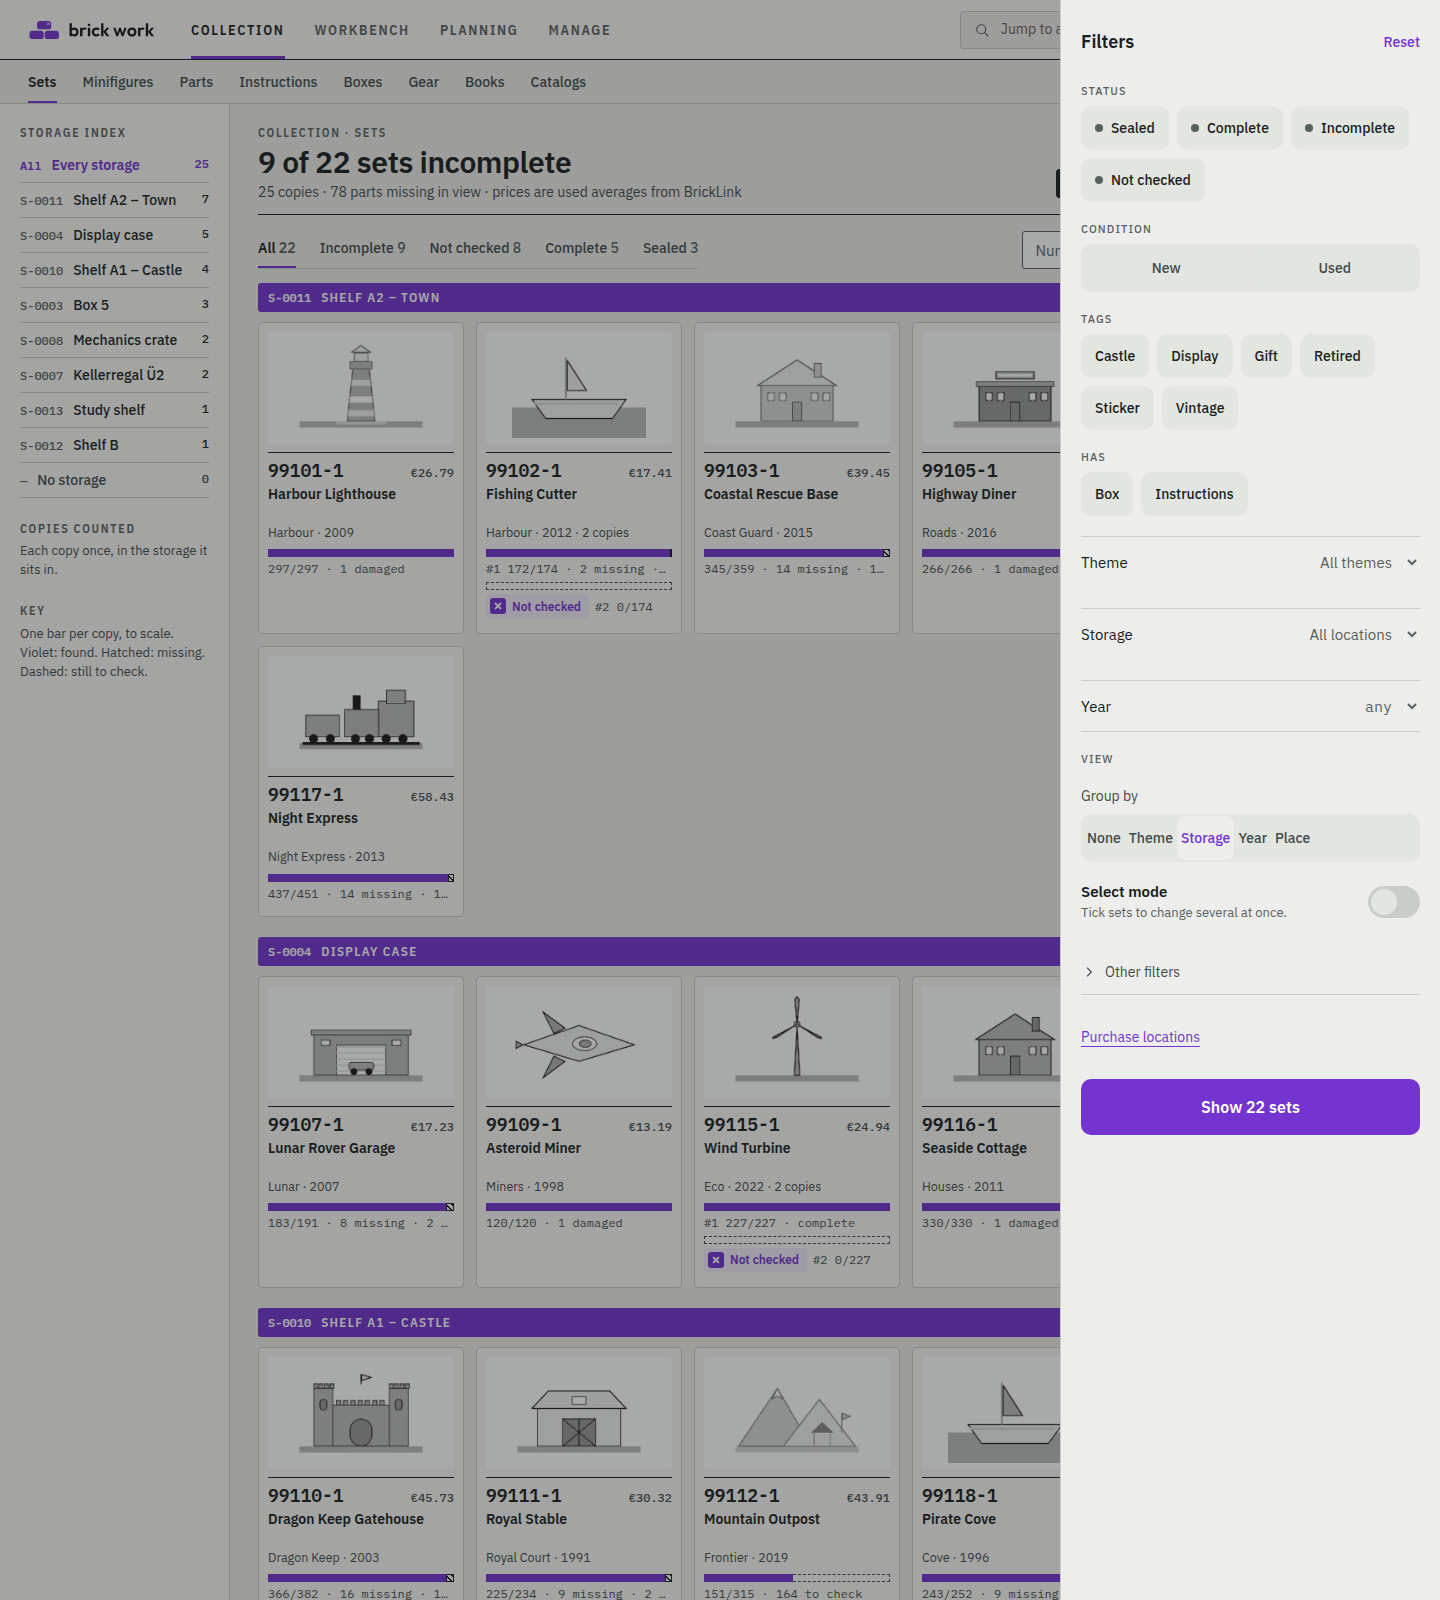 brick work
COLLECTION
WORKBENCH
PLANNING
MANAGE
Jump to a
Sets
Minifigures
Parts
Instructions
Boxes
Gear
Books
Catalogs
STORAGE INDEX
All Every storage 25
S-0011 Shelf A2 – Town 7
S-0004 Display case 5
S-0010 Shelf A1 – Castle 4
S-0003 Box 5 3
S-0008 Mechanics crate 2
S-0007 Kellerregal Ü2 2
S-0013 Study shelf 1
S-0012 Shelf B 1
– No storage 0
COPIES COUNTED
Each copy once, in the storage it
sits in.
KEY
One bar per copy, to scale.
Violet: found. Hatched: missing.
Dashed: still to check.
COLLECTION · SETS
9 of 22 sets incomplete
25 copies · 78 parts missing in view · prices are used averages from BrickLink
All 22
Incomplete 9
Not checked 8
Complete 5
Sealed 3
S-0011 SHELF A2 – TOWN
99101-1 €26.79
Harbour Lighthouse
Harbour · 2009
297/297 · 1 damaged
99102-1 €17.41
Fishing Cutter
Harbour · 2012 · 2 copies
#1 172/174 · 2 missing ·…
Not checked #2 0/174
99103-1 €39.45
Coastal Rescue Base
Coast Guard · 2015
345/359 · 14 missing · 1…
99105-1
Highway Diner
Roads · 2016
266/266 · 1 damaged
99117-1 €58.43
Night Express
Night Express · 2013
437/451 · 14 missing · 1…
S-0004 DISPLAY CASE
99107-1 €17.23
Lunar Rover Garage
Lunar · 2007
183/191 · 8 missing · 2 …
99109-1 €13.19
Asteroid Miner
Miners · 1998
120/120 · 1 damaged
99115-1 €24.94
Wind Turbine
Eco · 2022 · 2 copies
#1 227/227 · complete
Not checked #2 0/227
99116-1
Seaside Cottage
Houses · 2011
330/330 · 1 damaged
S-0010 SHELF A1 – CASTLE
99110-1 €45.73
Dragon Keep Gatehouse
Dragon Keep · 2003
366/382 · 16 missing · 1…
99111-1 €30.32
Royal Stable
Royal Court · 1991
225/234 · 9 missing · 2 …
99112-1 €43.91
Mountain Outpost
Frontier · 2019
151/315 · 164 to check
99118-1
Pirate Cove
Cove · 1996
243/252 · 9 missing
Filters
Reset
STATUS
Sealed
Complete
Incomplete
Not checked
CONDITION
New
Used
TAGS
Castle
Display
Gift
Retired
Sticker
Vintage
HAS
Box
Instructions
Theme All themes
Storage All locations
Year any
VIEW
Group by
None
Theme
Storage
Year
Place
Select mode
Tick sets to change several at once.
Other filters
Purchase locations
Show 22 sets